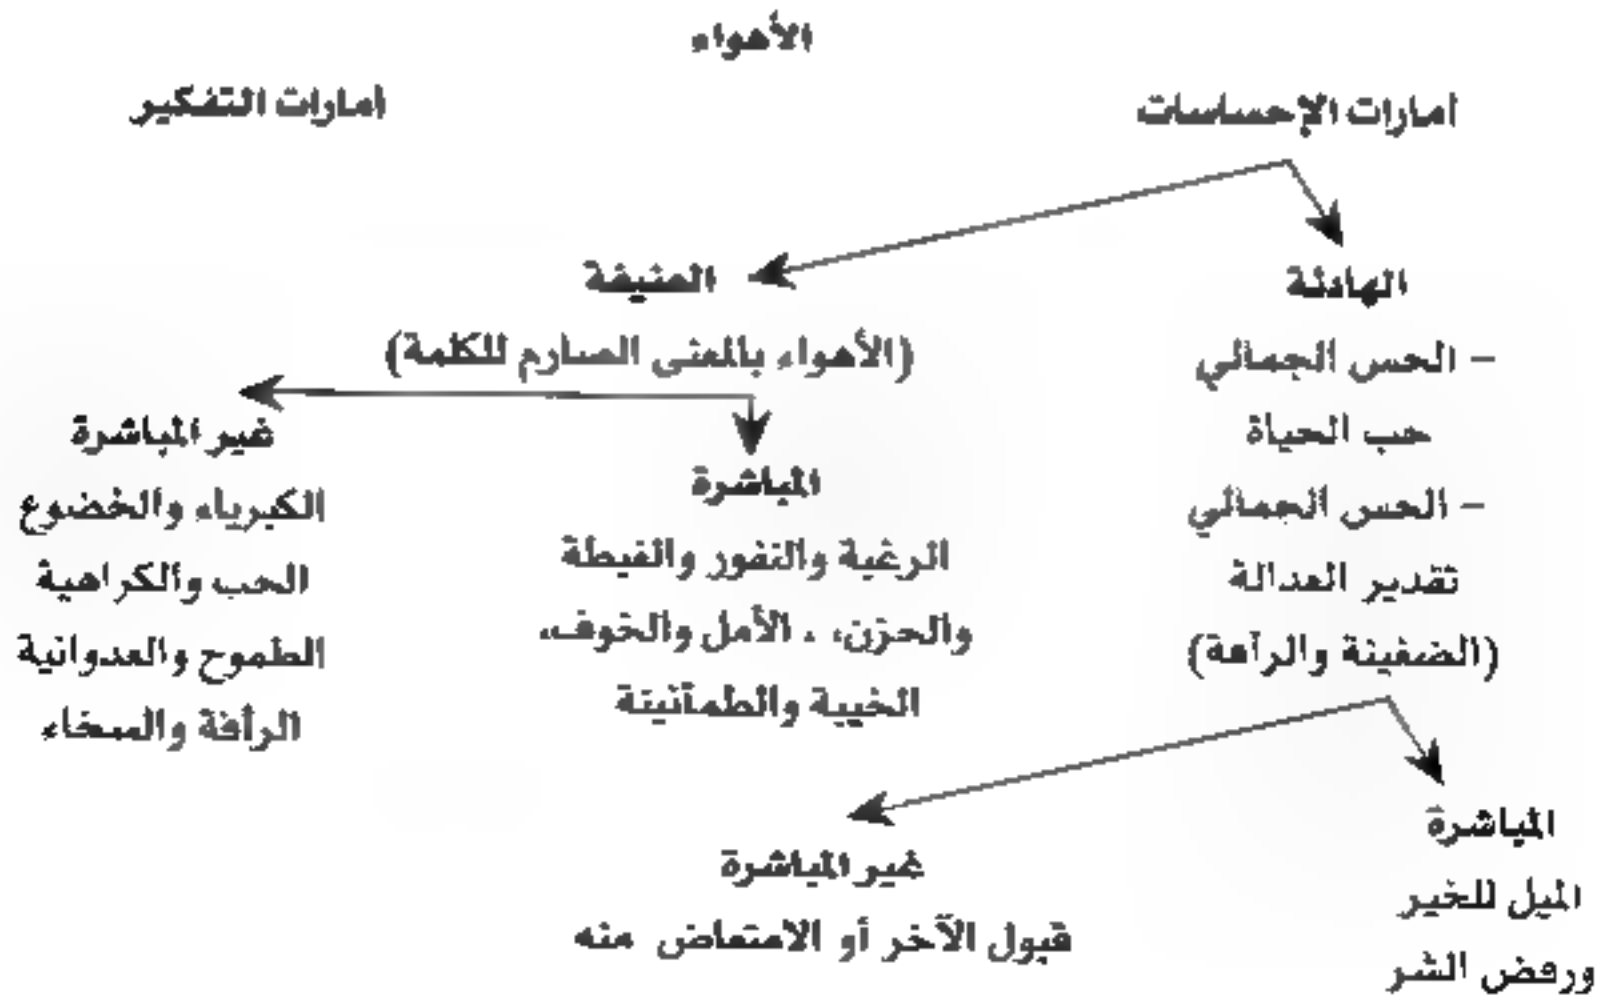 الأهواء
أمارات الإحساسات
أمارات التفكير
الهادئة
– الحس الجمالي
حب الحياة
– الحس الجمالي
تقدير العدالة
(الضغينة والرأفة)
العنيفة
(الأهواء بالمعنى الصارم للكلمة)
المباشرة
الرغبة والنفور والغبطة
والحزن، . الأمل والخوف،
الخيبة والطمأنينة
غير المباشرة
الكبرياء والخضوع
الحب والكراهية
الطموح والعدوانية
الرأفة والسخاء
المباشرة
الميل للخير
ورفض الشر
غير المباشرة
قبول الآخر أو الامتعاض منه